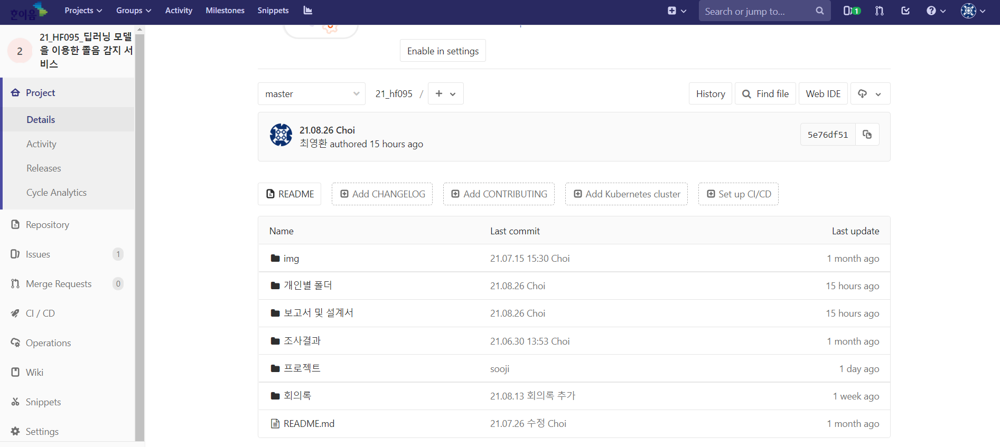 한이음
Projects Groups Activity Milestones Snippets
Search or jump to...
1
2
21_HF095_딥러닝 모델
을 이용한 졸음 감지 서
비스
Project
Details
Activity
Releases
Cycle Analytics
Repository
Issues 1
Merge Requests 0
CI / CD
Operations
Wiki
Snippets
Settings
Enable in settings
master 21_hf095 / +
History Find file Web IDE
21.08.26 Choi
최영환 authored 15 hours ago
5e76df51
README Add CHANGELOG Add CONTRIBUTING Add Kubernetes cluster Set up CI/CD
Name Last commit Last update
img 21.07.15 15:30 Choi 1 month ago
개인별 폴더 21.08.26 Choi 15 hours ago
보고서 및 설계서 21.08.26 Choi 15 hours ago
조사결과 21.06.30 13:53 Choi 1 month ago
프로젝트 sooji 1 day ago
회의록 21.08.13 회의록 추가 1 week ago
README.md 21.07.26 수정 Choi 1 month ago